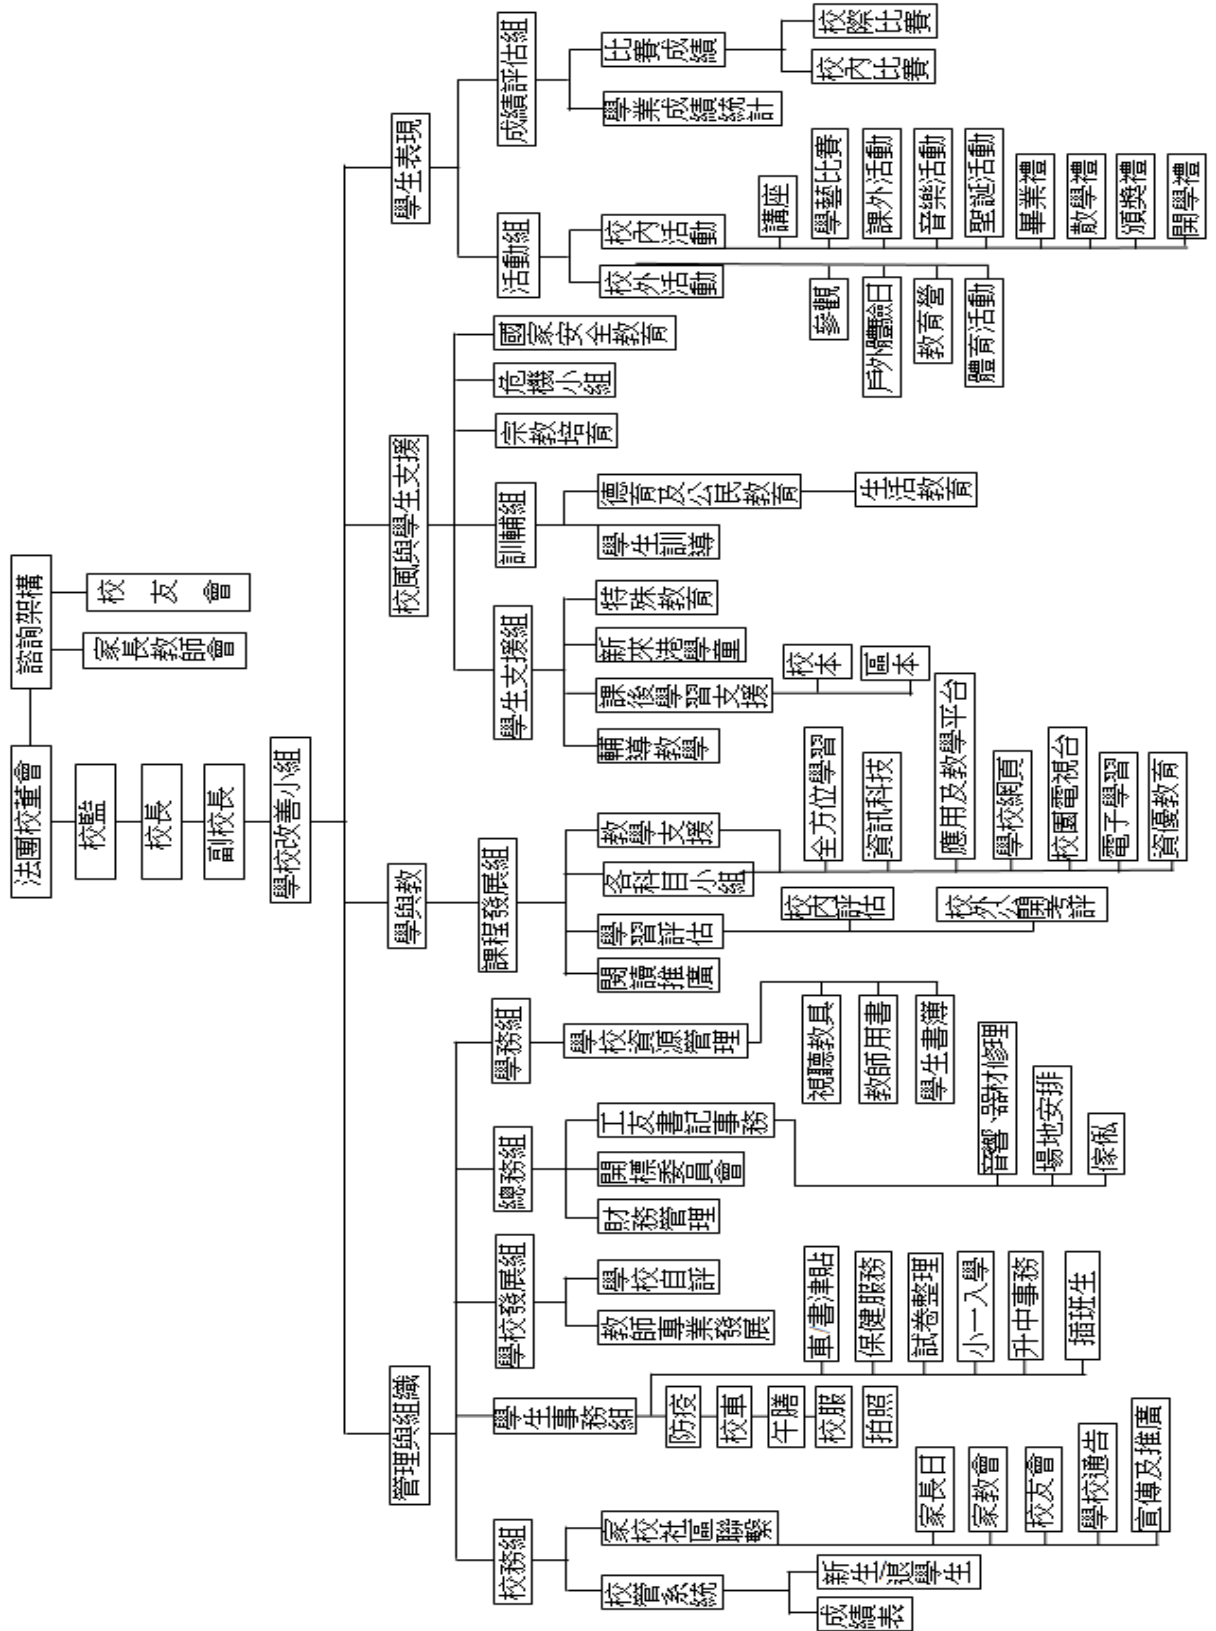 法團校董會
諮詢架構
家長教師會
校友會
校監
校長
副校長
學校改善小組
管理與組織
學與教
校風與學生支援
學生表現
校務組
學生事務組
學校發展組
總務組
學務組
課程發展組
學生支援組
訓輔組
宗教培育
危機小組
國家安全教育
活動組
成績評估組
校管系統
家校社區聯繫
教師專業發展
學校自評
財務管理
開標委員會
工友書記事務
學校資源管理
閱讀推廣
學習評估
各科目小組
教學支援
輔導教學
課後學習支援
新來港學童
特殊教育
學生訓導
德育及公民教育
校外活動
校內活動
學業成績統計
比賽成績
成績表
新生/退學生
家長日
家教會
校友會
學校通告
宣傳及推廣
防疫
校車
午膳
校服
拍照
車/書津貼
保健服務
試卷整理
小一入學
升中事務
插班生
音響、器材修理
場地安排
傢俬
視聽教具
教師用書
學生書簿
校內評估
校外公開考評
全方位學習
資訊科技
應用及教學平台
學校網頁
校園電視台
電子學習
資優教育
校本
區本
生活教育
參觀
戶外體驗日
教育營
體育活動
講座
學藝比賽
課外活動
音樂活動
聖誕活動
畢業禮
散學禮
頒獎禮
開學禮
校內比賽
校際比賽